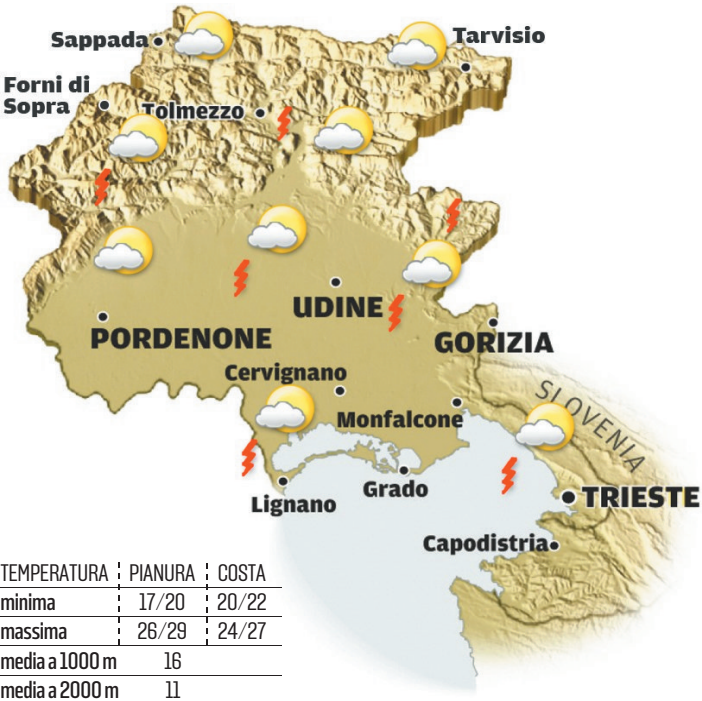 Sappada
Tarvisio
Forni di
Sopra
Tolmezzo
UDINE
PORDENONE
GORIZIA
Cervignano
SLOVENIA
Monfalcone
Grado
Lignano
TRIESTE
Capodistria
TEMPERATURA PIANURA COSTA
minima 17/20 20/22
massima 26/29 24/27
media a 1000 m 16
media a 2000 m 11